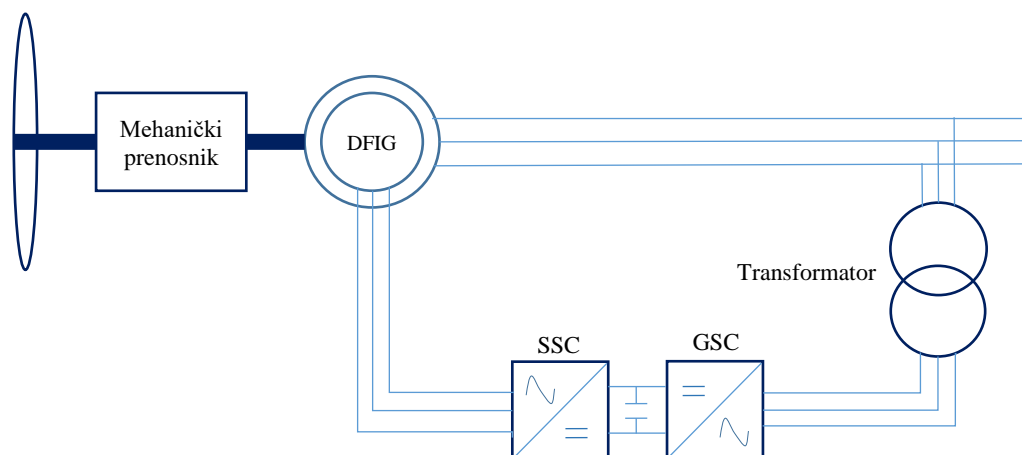 Mehanički
prenosnik
DFIG
Transformator
SSC
GSC